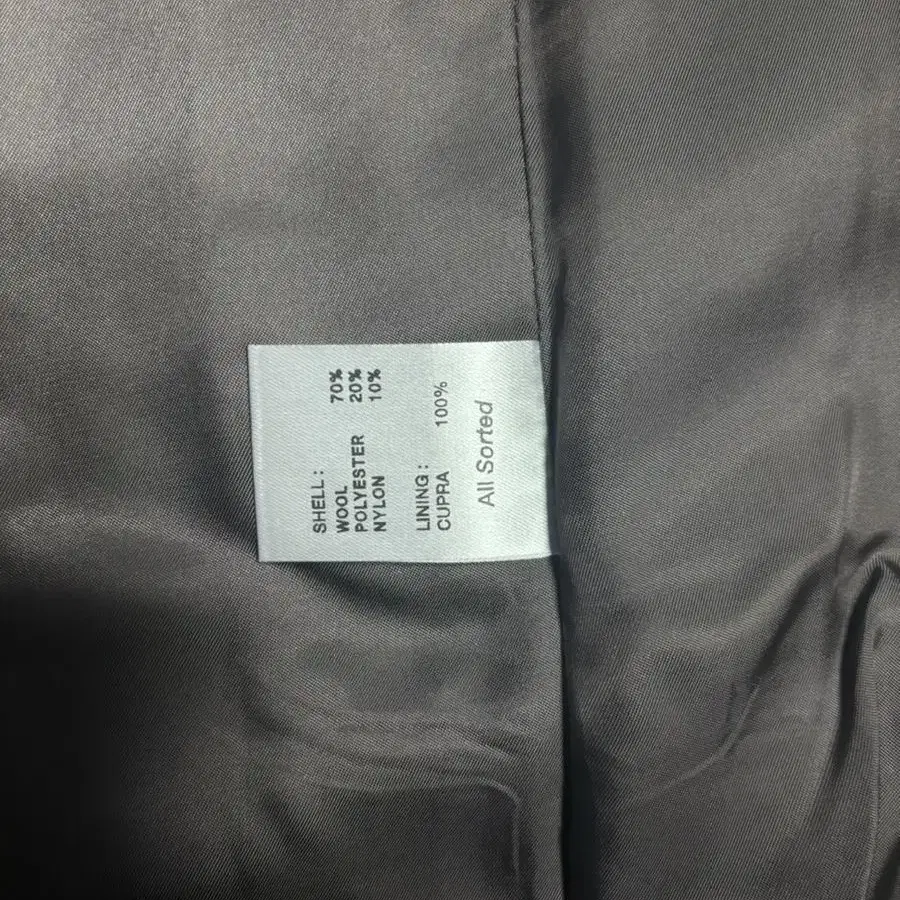 SHELL :
WOOL 70%
POLYESTER 20%
NYLON 10%
LINING :
CUPRA 100%
All Sorted